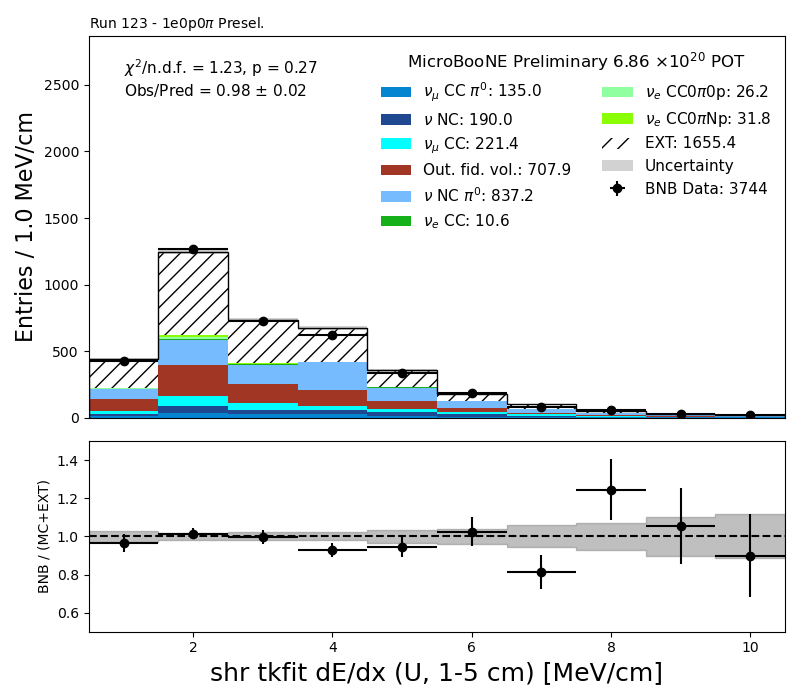 Run 123 - 1e0p0π Presel.
χ²/n.d.f. = 1.23, p = 0.27
Obs/Pred = 0.98 ± 0.02
MicroBooNE Preliminary 6.86 ×10²⁰ POT
ν_μ CC π⁰: 135.0
ν NC: 190.0
ν_μ CC: 221.4
Out. fid. vol.: 707.9
ν NC π⁰: 837.2
ν_e CC: 10.6
ν_e CC0π0p: 26.2
ν_e CC0πNp: 31.8
EXT: 1655.4
Uncertainty
BNB Data: 3744
Entries / 1.0 MeV/cm
2500
2000
1500
1000
500
0
BNB / (MC+EXT)
1.4
1.2
1.0
0.8
0.6
2 4 6 8 10
shr tkfit dE/dx (U, 1-5 cm) [MeV/cm]